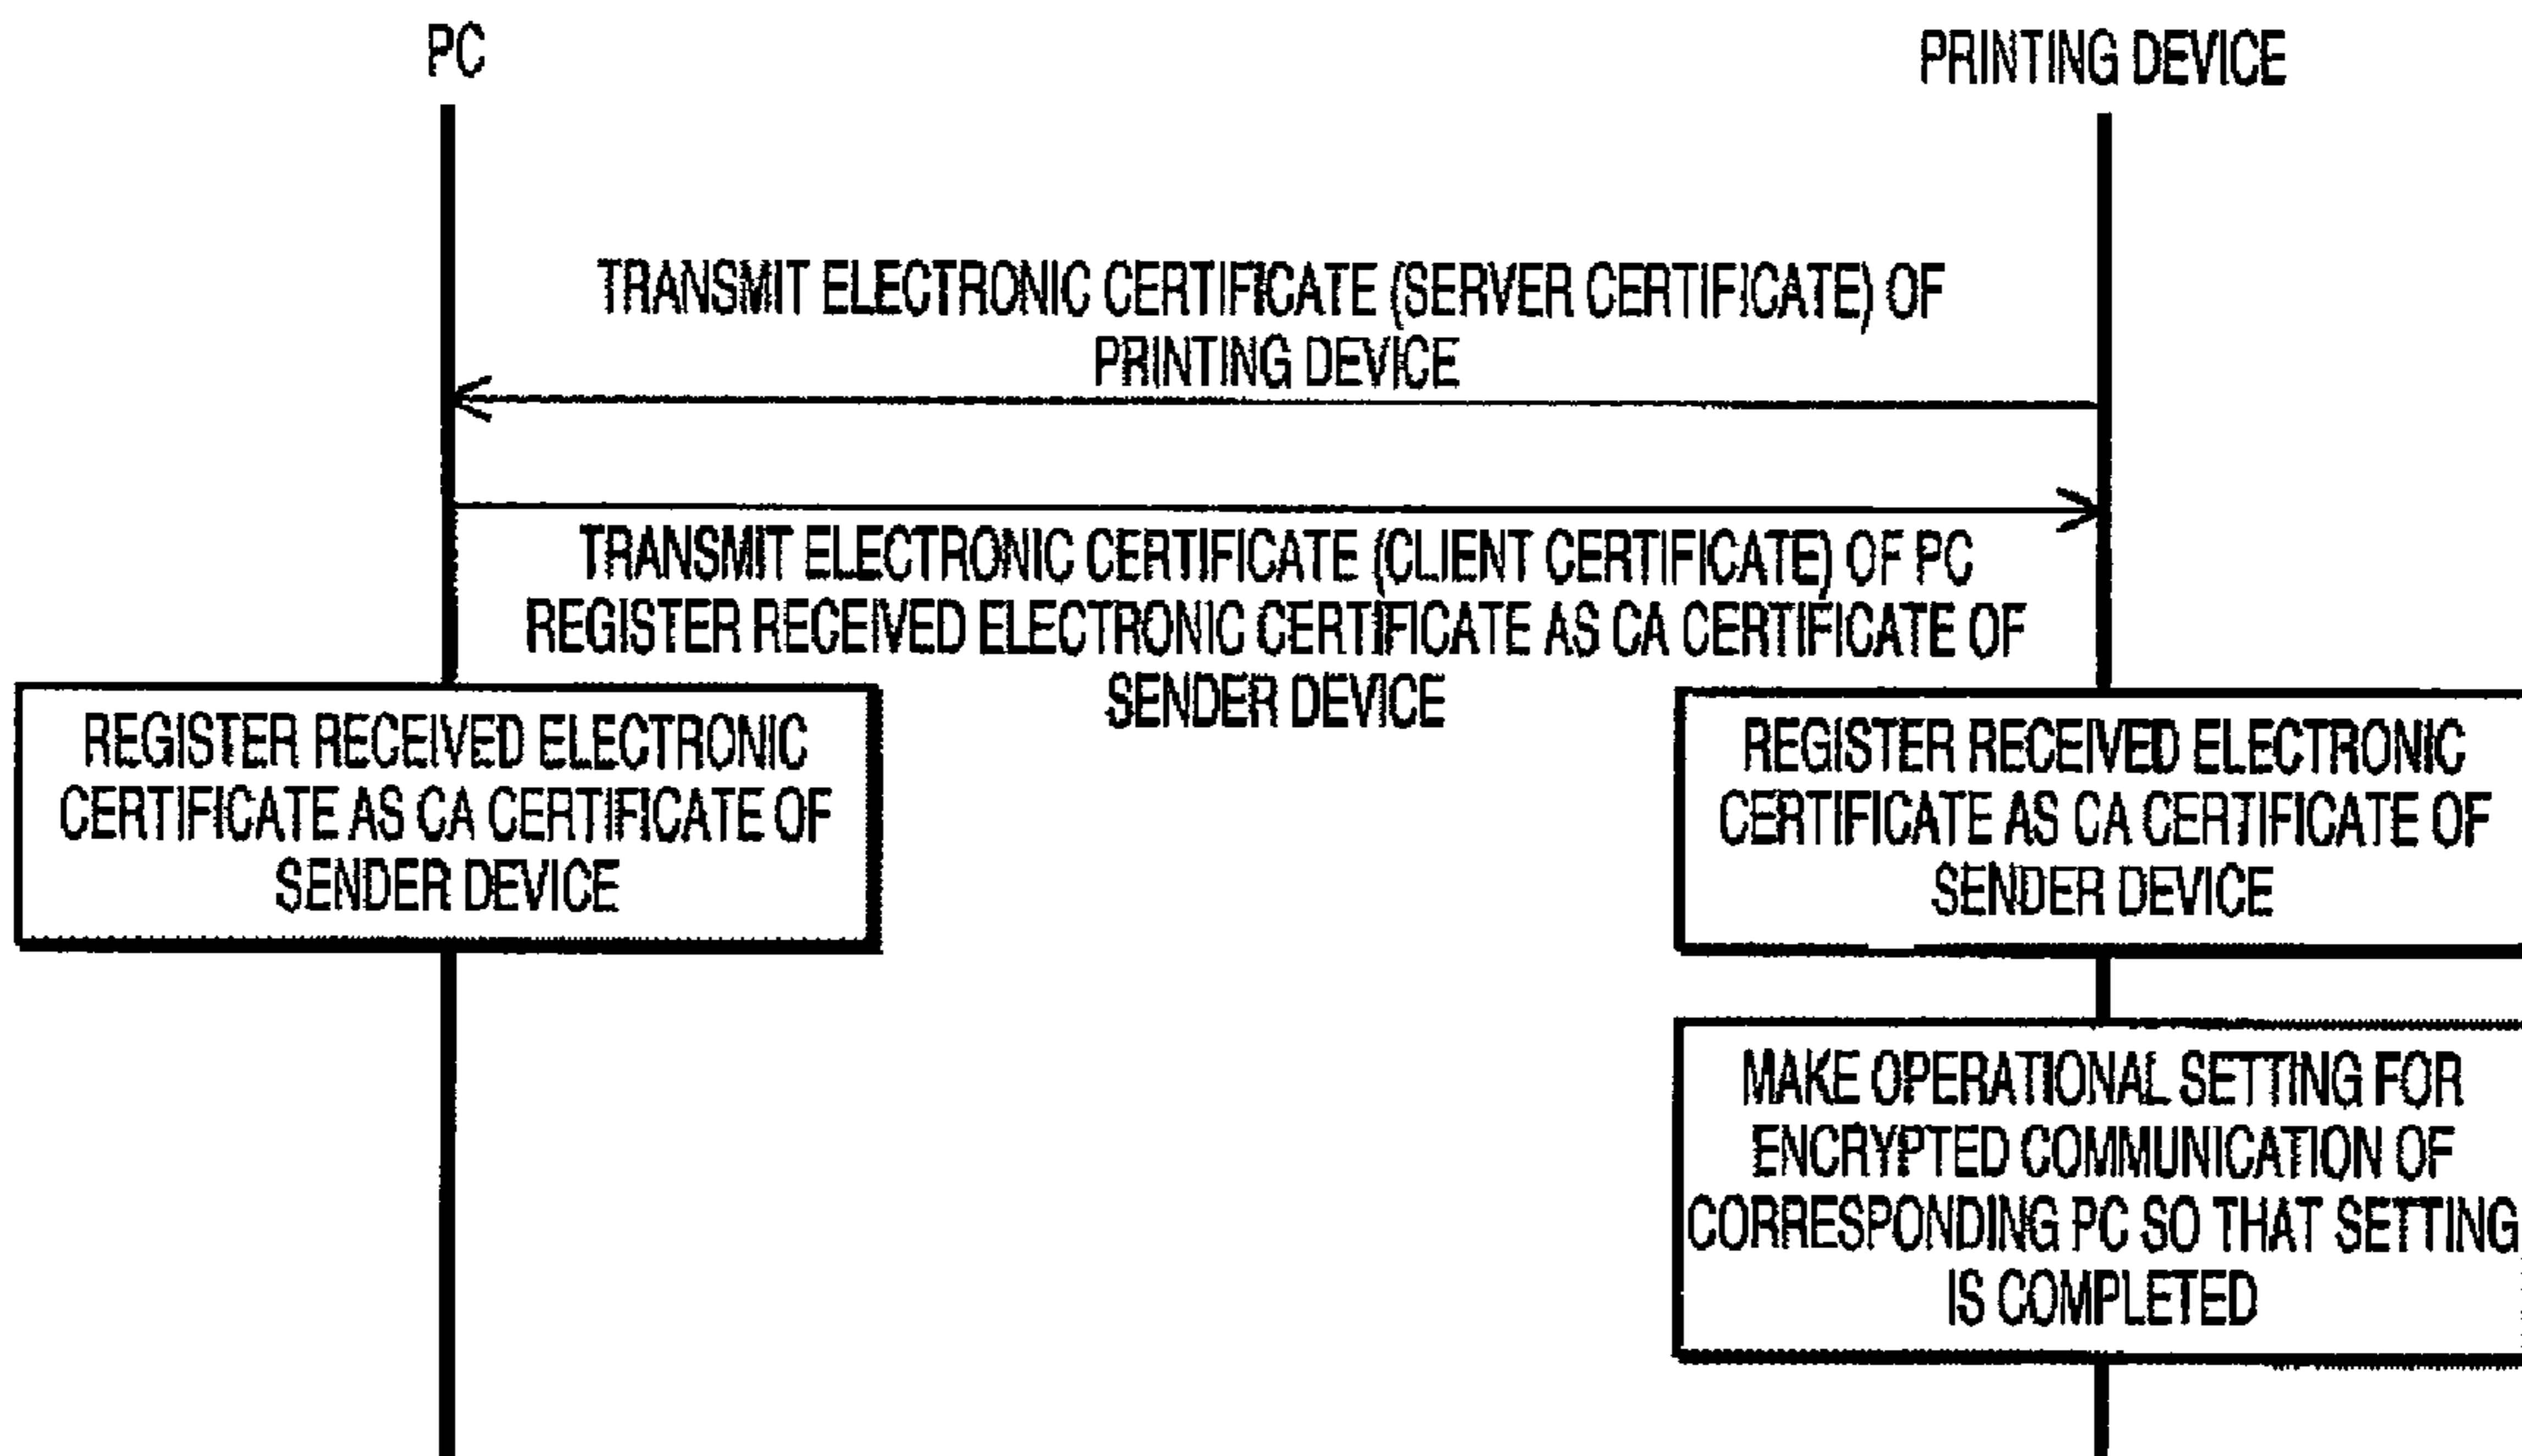 PC
PRINTING DEVICE
TRANSMIT ELECTRONIC CERTIFICATE (SERVER CERTIFICATE) OF
PRINTING DEVICE
TRANSMIT ELECTRONIC CERTIFICATE (CLIENT CERTIFICATE) OF PC
REGISTER RECEIVED ELECTRONIC CERTIFICATE AS CA CERTIFICATE OF
SENDER DEVICE
REGISTER RECEIVED ELECTRONIC
CERTIFICATE AS CA CERTIFICATE OF
SENDER DEVICE
REGISTER RECEIVED ELECTRONIC
CERTIFICATE AS CA CERTIFICATE OF
SENDER DEVICE
MAKE OPERATIONAL SETTING FOR
ENCRYPTED COMMUNICATION OF
CORRESPONDING PC SO THAT SETTING
IS COMPLETED